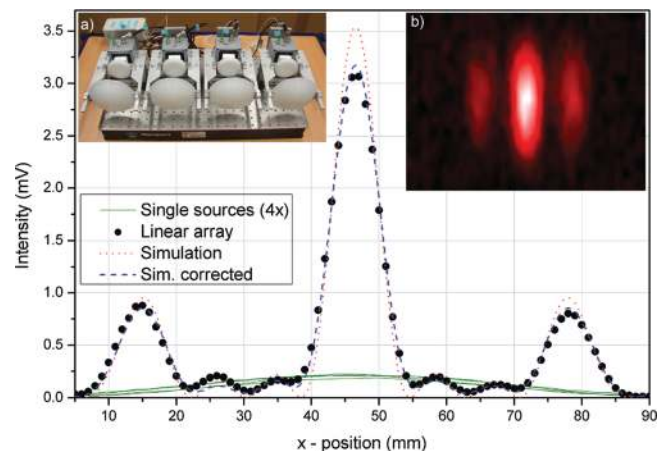 a)
b)
Intensity (mV)
3.5
3.0
2.5
2.0
1.5
1.0
0.5
0.0
Single sources (4x)
Linear array
Simulation
Sim. corrected
10 20 30 40 50 60 70 80 90
x - position (mm)